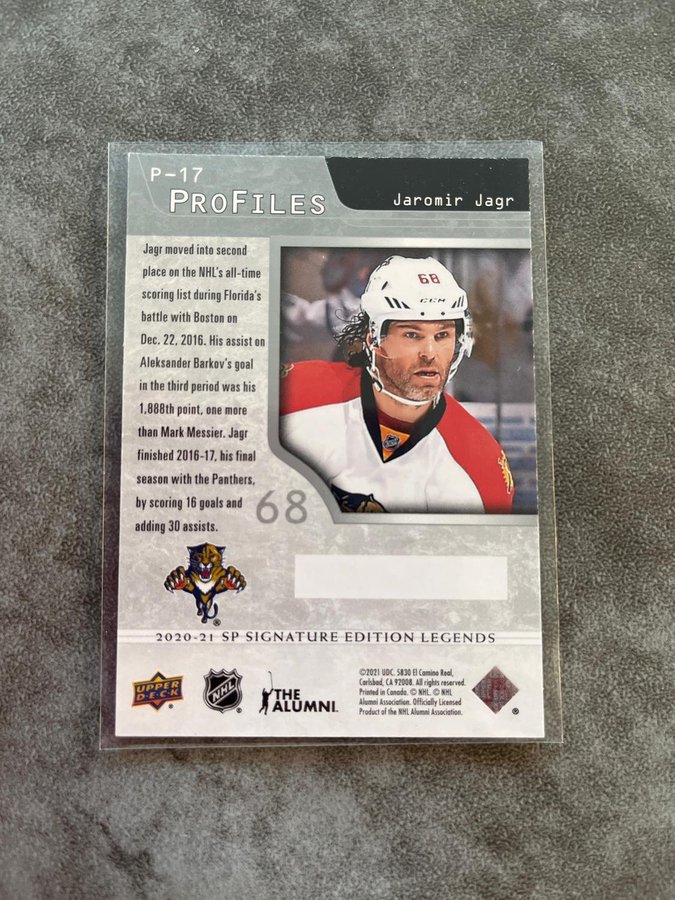 P-17
PROFILES
Jaromir Jagr
Jagr moved into second
place on the NHL's all-time
scoring list during Florida's
battle with Boston on
Dec. 22, 2016. His assist on
Aleksander Barkov's goal
in the third period was his
1,888th point, one more
than Mark Messier. Jagr
finished 2016-17, his final
season with the Panthers,
by scoring 16 goals and
adding 30 assists.
68
CCM
68
®
2020-21 SP SIGNATURE EDITION LEGENDS
UPPER
DECK
NHL
®
THE
ALUMNI.
©2021 UDC. 5830 El Camino Real,
Carlsbad, CA 92008. All rights reserved.
Printed in Canada. © NHL. © NHL
Alumni Association. Officially Licensed
Product of the NHL Alumni Association.
®